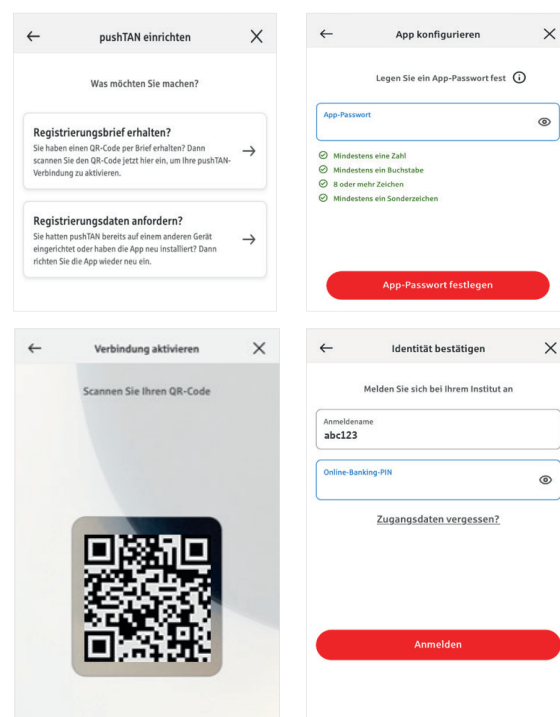 pushTAN einrichten
Was möchten Sie machen?
Registrierungsbrief erhalten?
Sie haben einen QR-Code per Brief erhalten? Dann
scannen Sie den QR-Code jetzt hier ein, um Ihre pushTAN-
Verbindung zu aktivieren.
Registrierungsdaten anfordern?
Sie hatten pushTAN bereits auf einem anderen Gerät
eingerichtet oder haben die App neu installiert? Dann
richten Sie die App wieder neu ein.
App konfigurieren
Legen Sie ein App-Passwort fest
App-Passwort
Mindestens eine Zahl
Mindestens ein Buchstabe
8 oder mehr Zeichen
Mindestens ein Sonderzeichen
App-Passwort festlegen
Verbindung aktivieren
Scannen Sie Ihren QR-Code
Identität bestätigen
Melden Sie sich bei Ihrem Institut an
Anmeldename
abc123
Online-Banking-PIN
Zugangsdaten vergessen?
Anmelden